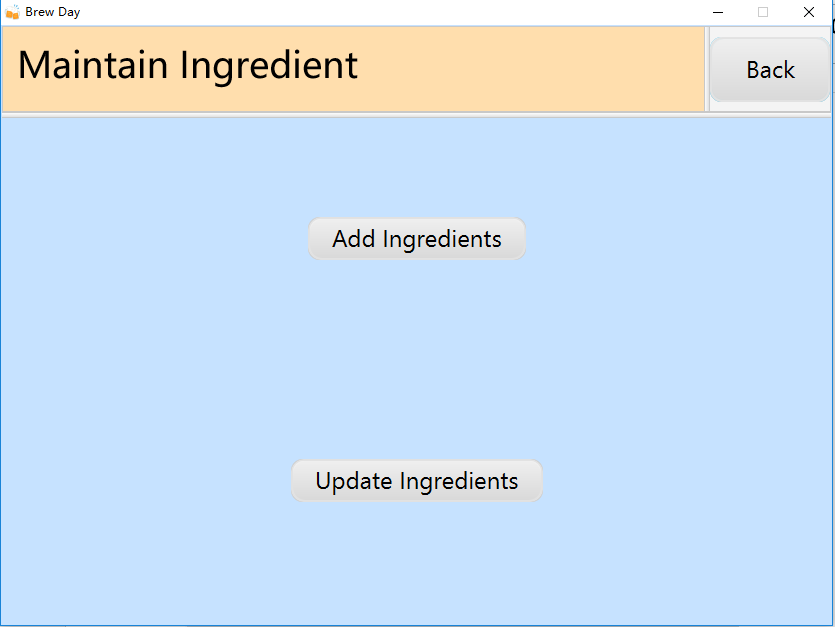 Brew Day
Maintain Ingredient
Back
Add Ingredients
Update Ingredients